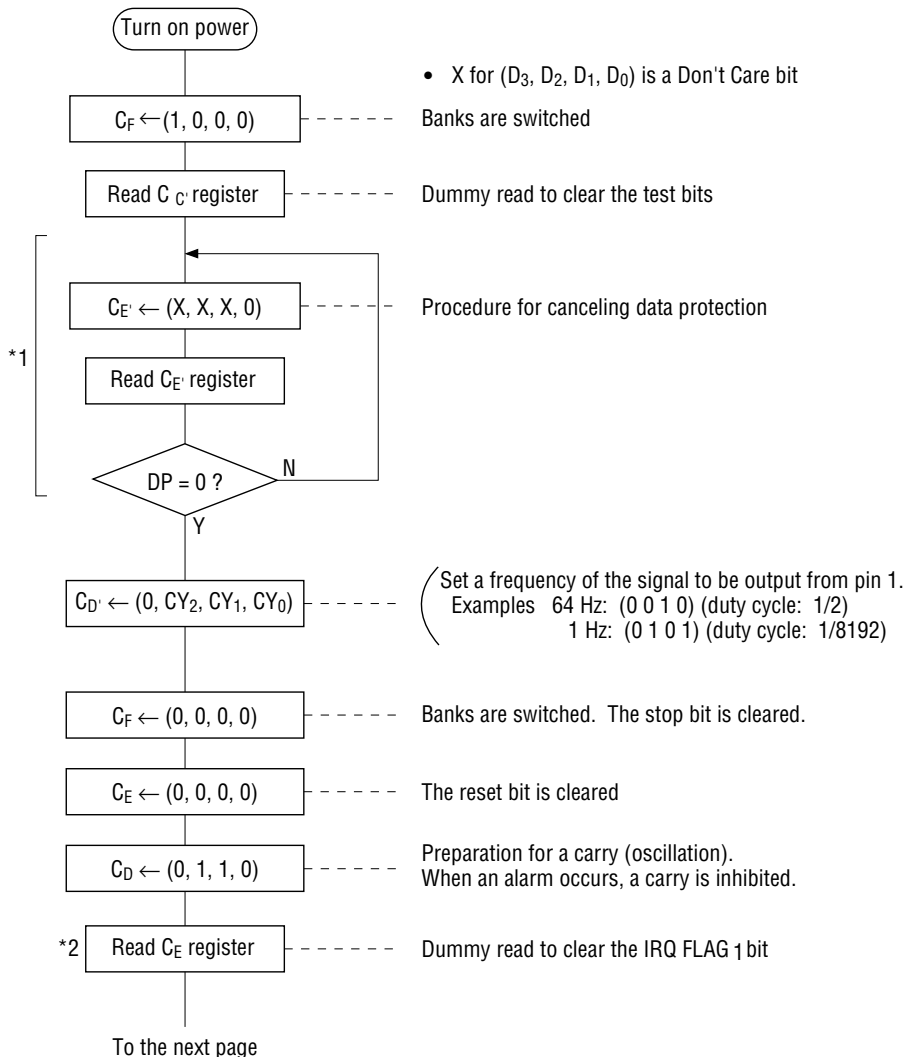 Turn on power
• X for (D3, D2, D1, D0) is a Don't Care bit
CF ← (1, 0, 0, 0)
Banks are switched
Read C C' register
Dummy read to clear the test bits
CE' ← (X, X, X, 0)
Procedure for canceling data protection
*1
Read CE' register
DP = 0 ?
N
Y
CD' ← (0, CY2, CY1, CY0)
Set a frequency of the signal to be output from pin 1.
Examples 64 Hz: (0 0 1 0) (duty cycle: 1/2)
1 Hz: (0 1 0 1) (duty cycle: 1/8192)
CF ← (0, 0, 0, 0)
Banks are switched. The stop bit is cleared.
CE ← (0, 0, 0, 0)
The reset bit is cleared
CD ← (0, 1, 1, 0)
Preparation for a carry (oscillation).
When an alarm occurs, a carry is inhibited.
*2
Read CE register
Dummy read to clear the IRQ FLAG 1 bit
To the next page